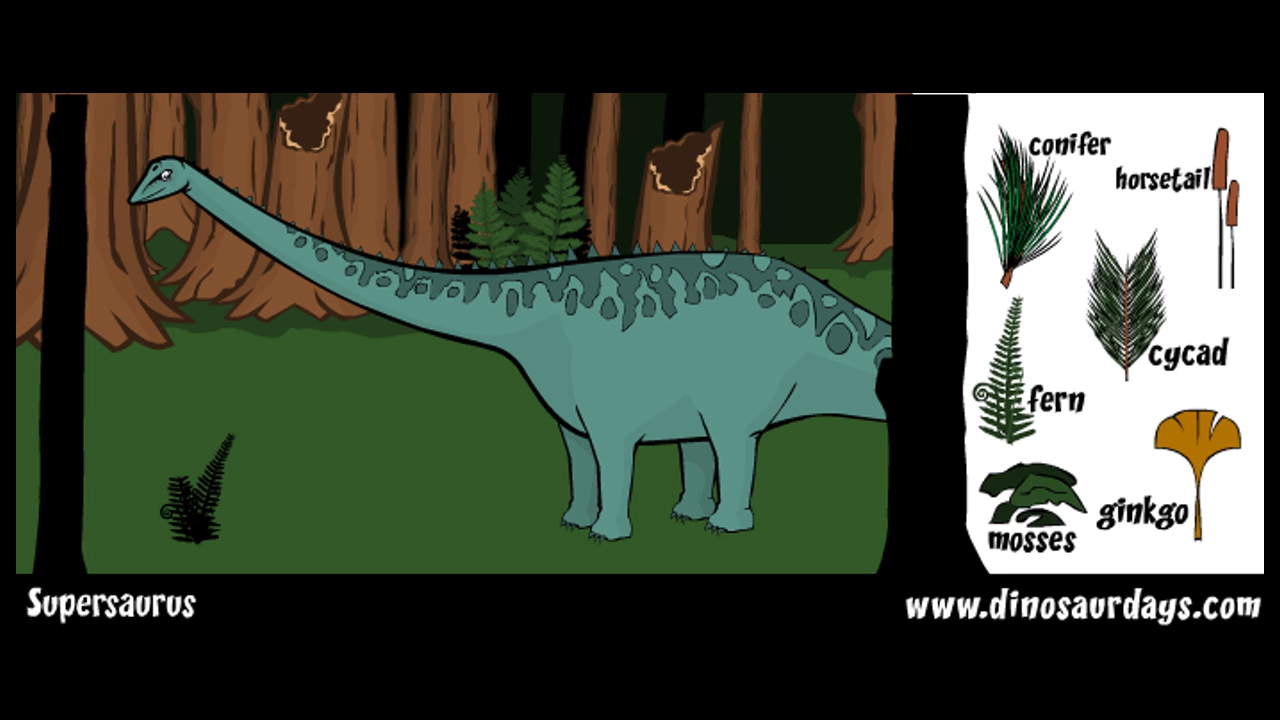 conifer
horsetail
cycad
fern
ginkgo
mosses
Supersaurus
www.dinosaurdays.com